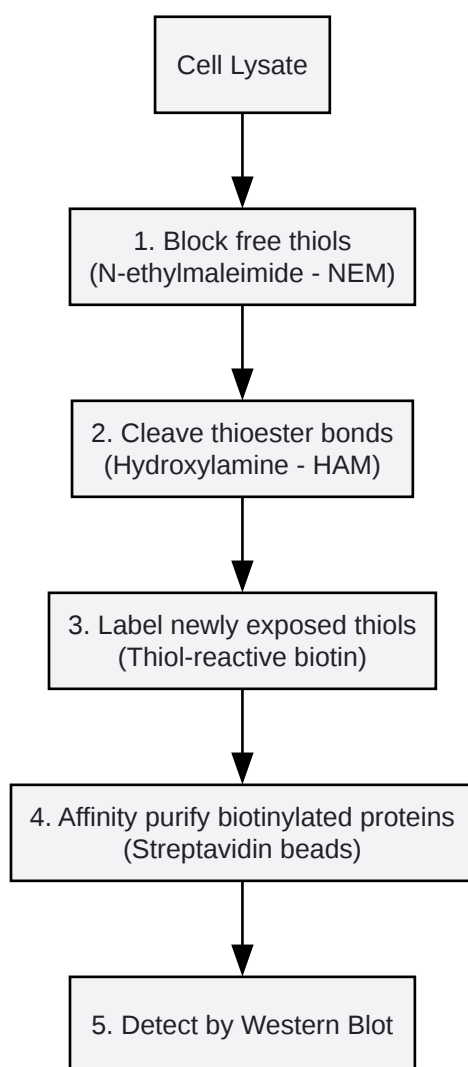 Cell Lysate
1. Block free thiols
(N-ethylmaleimide - NEM)
2. Cleave thioester bonds
(Hydroxylamine - HAM)
3. Label newly exposed thiols
(Thiol-reactive biotin)
4. Affinity purify biotinylated proteins
(Streptavidin beads)
5. Detect by Western Blot